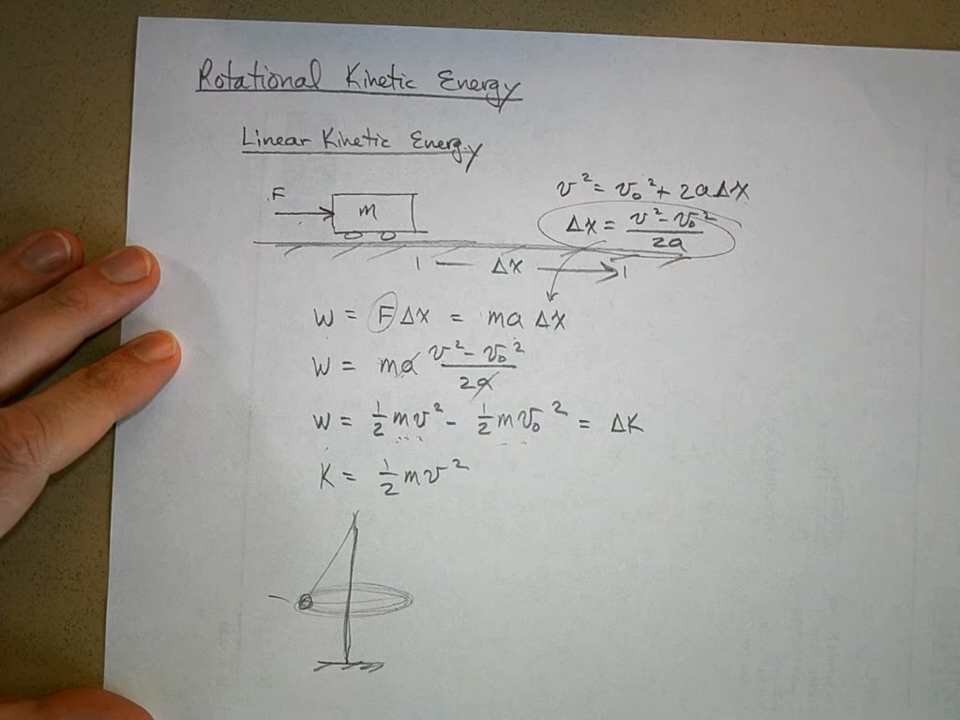 Rotational Kinetic Energy
Linear Kinetic Energy
F
m
v² = v₀² + 2aΔx
Δx = (v² - v₀²)/2a
Δx
W = FΔx = maΔx
W = ma (v² - v₀²)/2a
W = ½mv² - ½mv₀² = ΔK
K = ½mv²